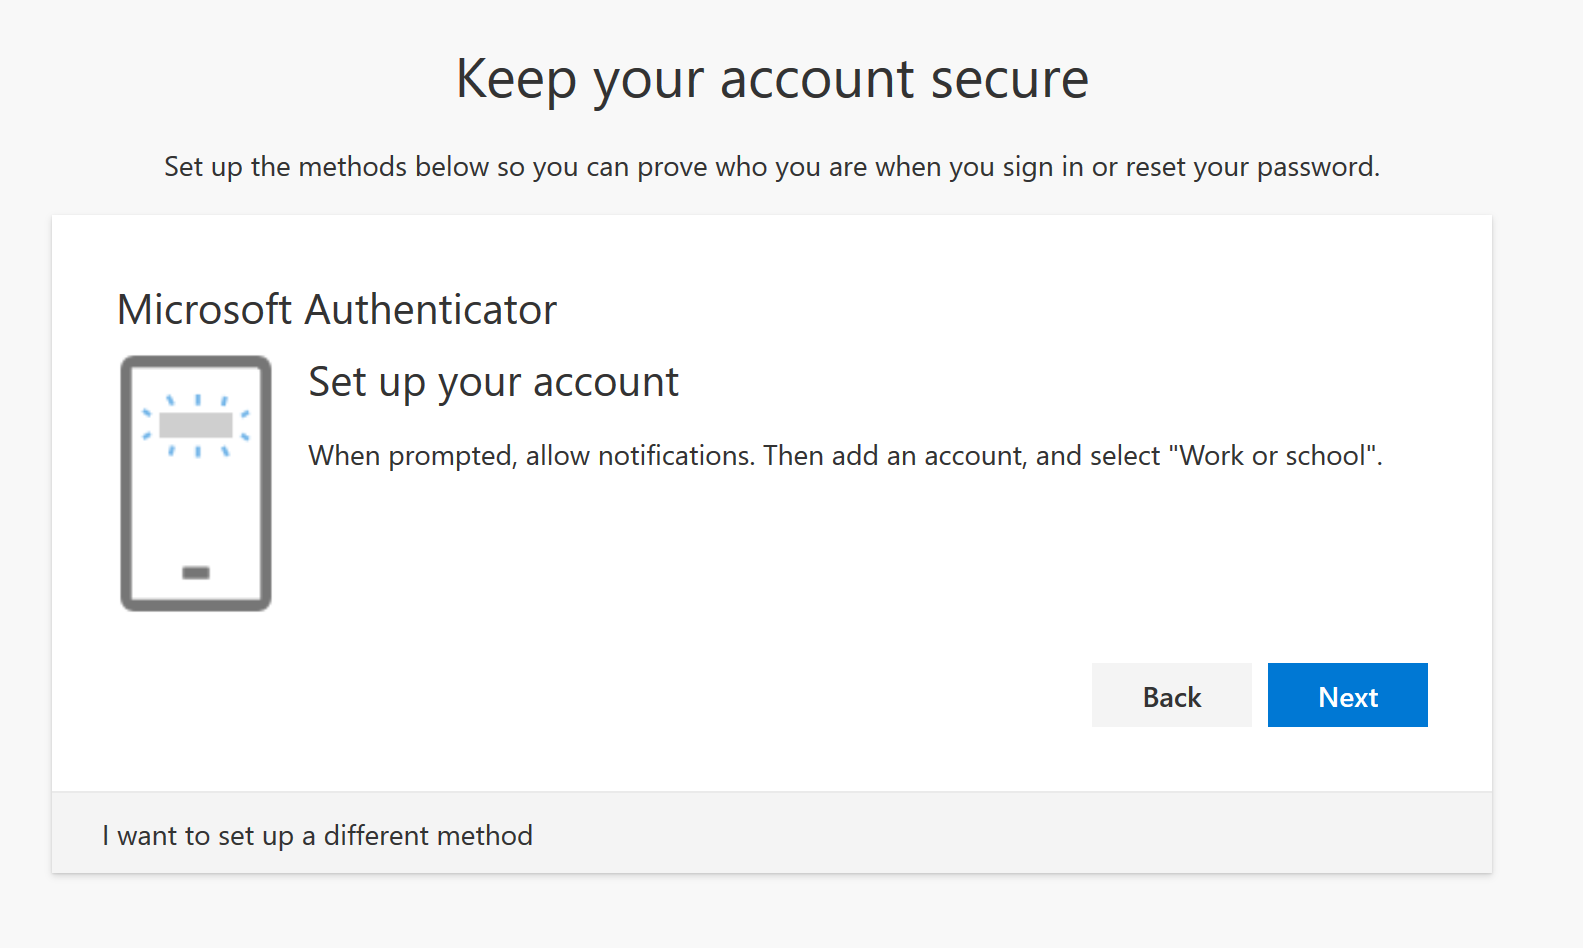 Keep your account secure
Set up the methods below so you can prove who you are when you sign in or reset your password.
Microsoft Authenticator
Set up your account
When prompted, allow notifications. Then add an account, and select "Work or school".
Back
Next
I want to set up a different method